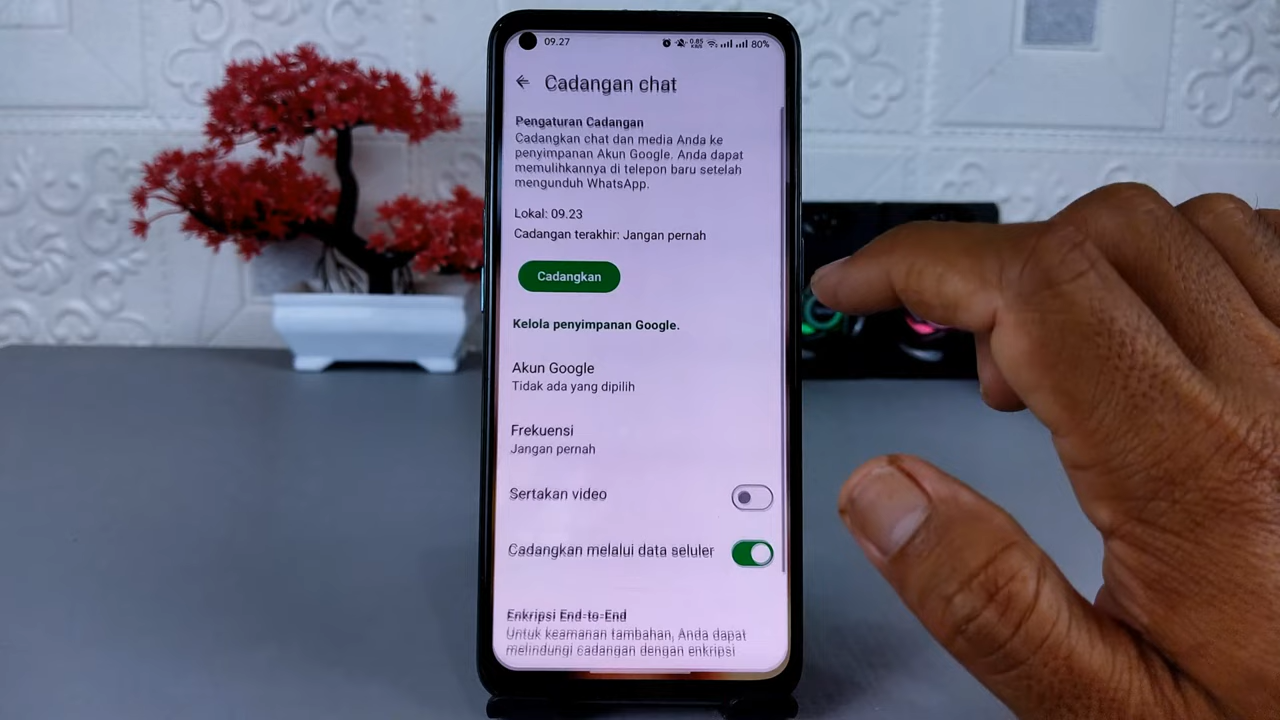 09.27
0.85
80%
Cadangan chat
Pengaturan Cadangan
Cadangkan chat dan media Anda ke
penyimpanan Akun Google. Anda dapat
memulihkannya di telepon baru setelah
mengunduh WhatsApp.
Lokal: 09.23
Cadangan terakhir: Jangan pernah
Cadangkan
Kelola penyimpanan Google.
Akun Google
Tidak ada yang dipilih
Frekuensi
Jangan pernah
Sertakan video
Cadangkan melalui data seluler
Enkripsi End-to-End
Untuk keamanan tambahan, Anda dapat
melindungi cadangan dengan enkripsi